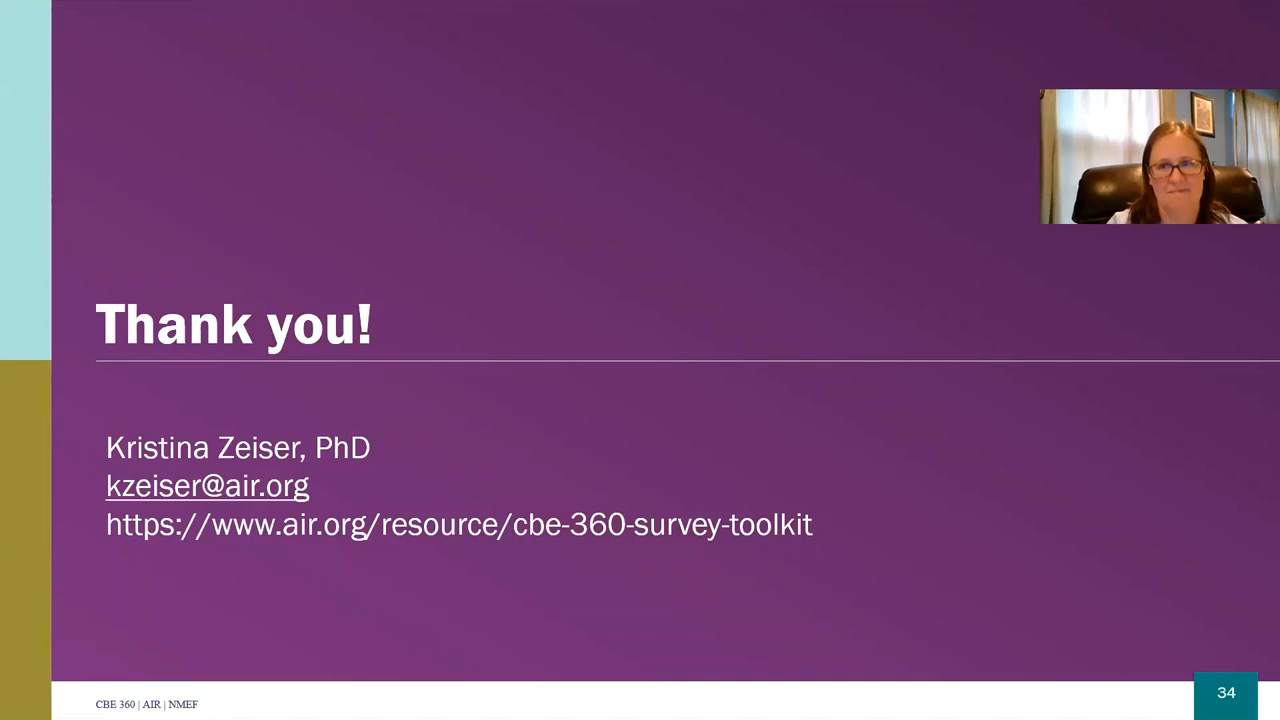 Thank you!
Kristina Zeiser, PhD
kzeiser@air.org
https://www.air.org/resource/cbe-360-survey-toolkit
CBE 360 | AIR | NMEF
34